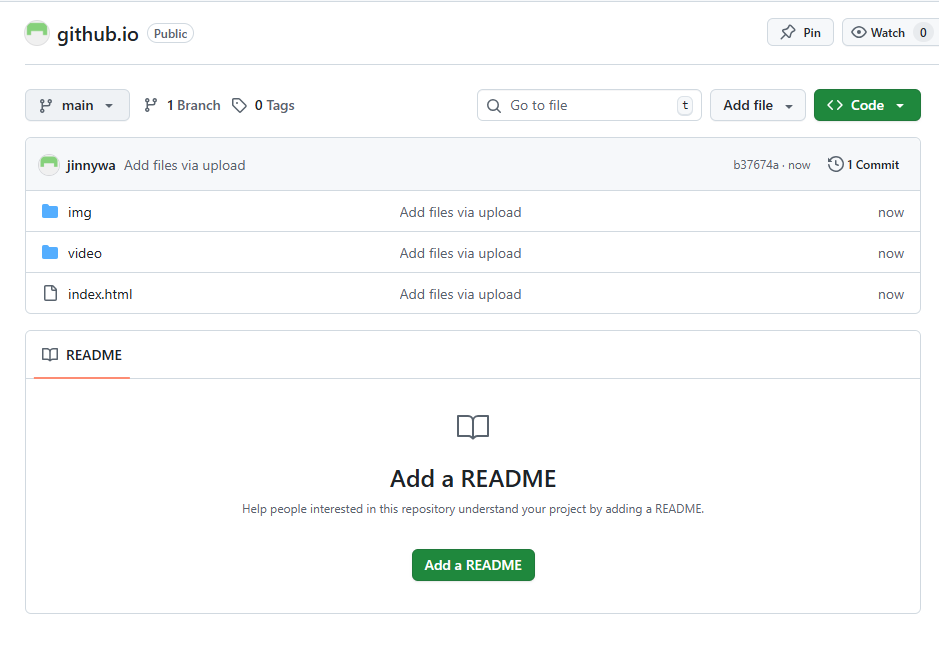 github.io Public Pin Watch 0
main 1 Branch 0 Tags Go to file t Add file Code
jinnywa Add files via upload b37674a · now 1 Commit
img Add files via upload now
video Add files via upload now
index.html Add files via upload now
README
Add a README
Help people interested in this repository understand your project by adding a README.
Add a README